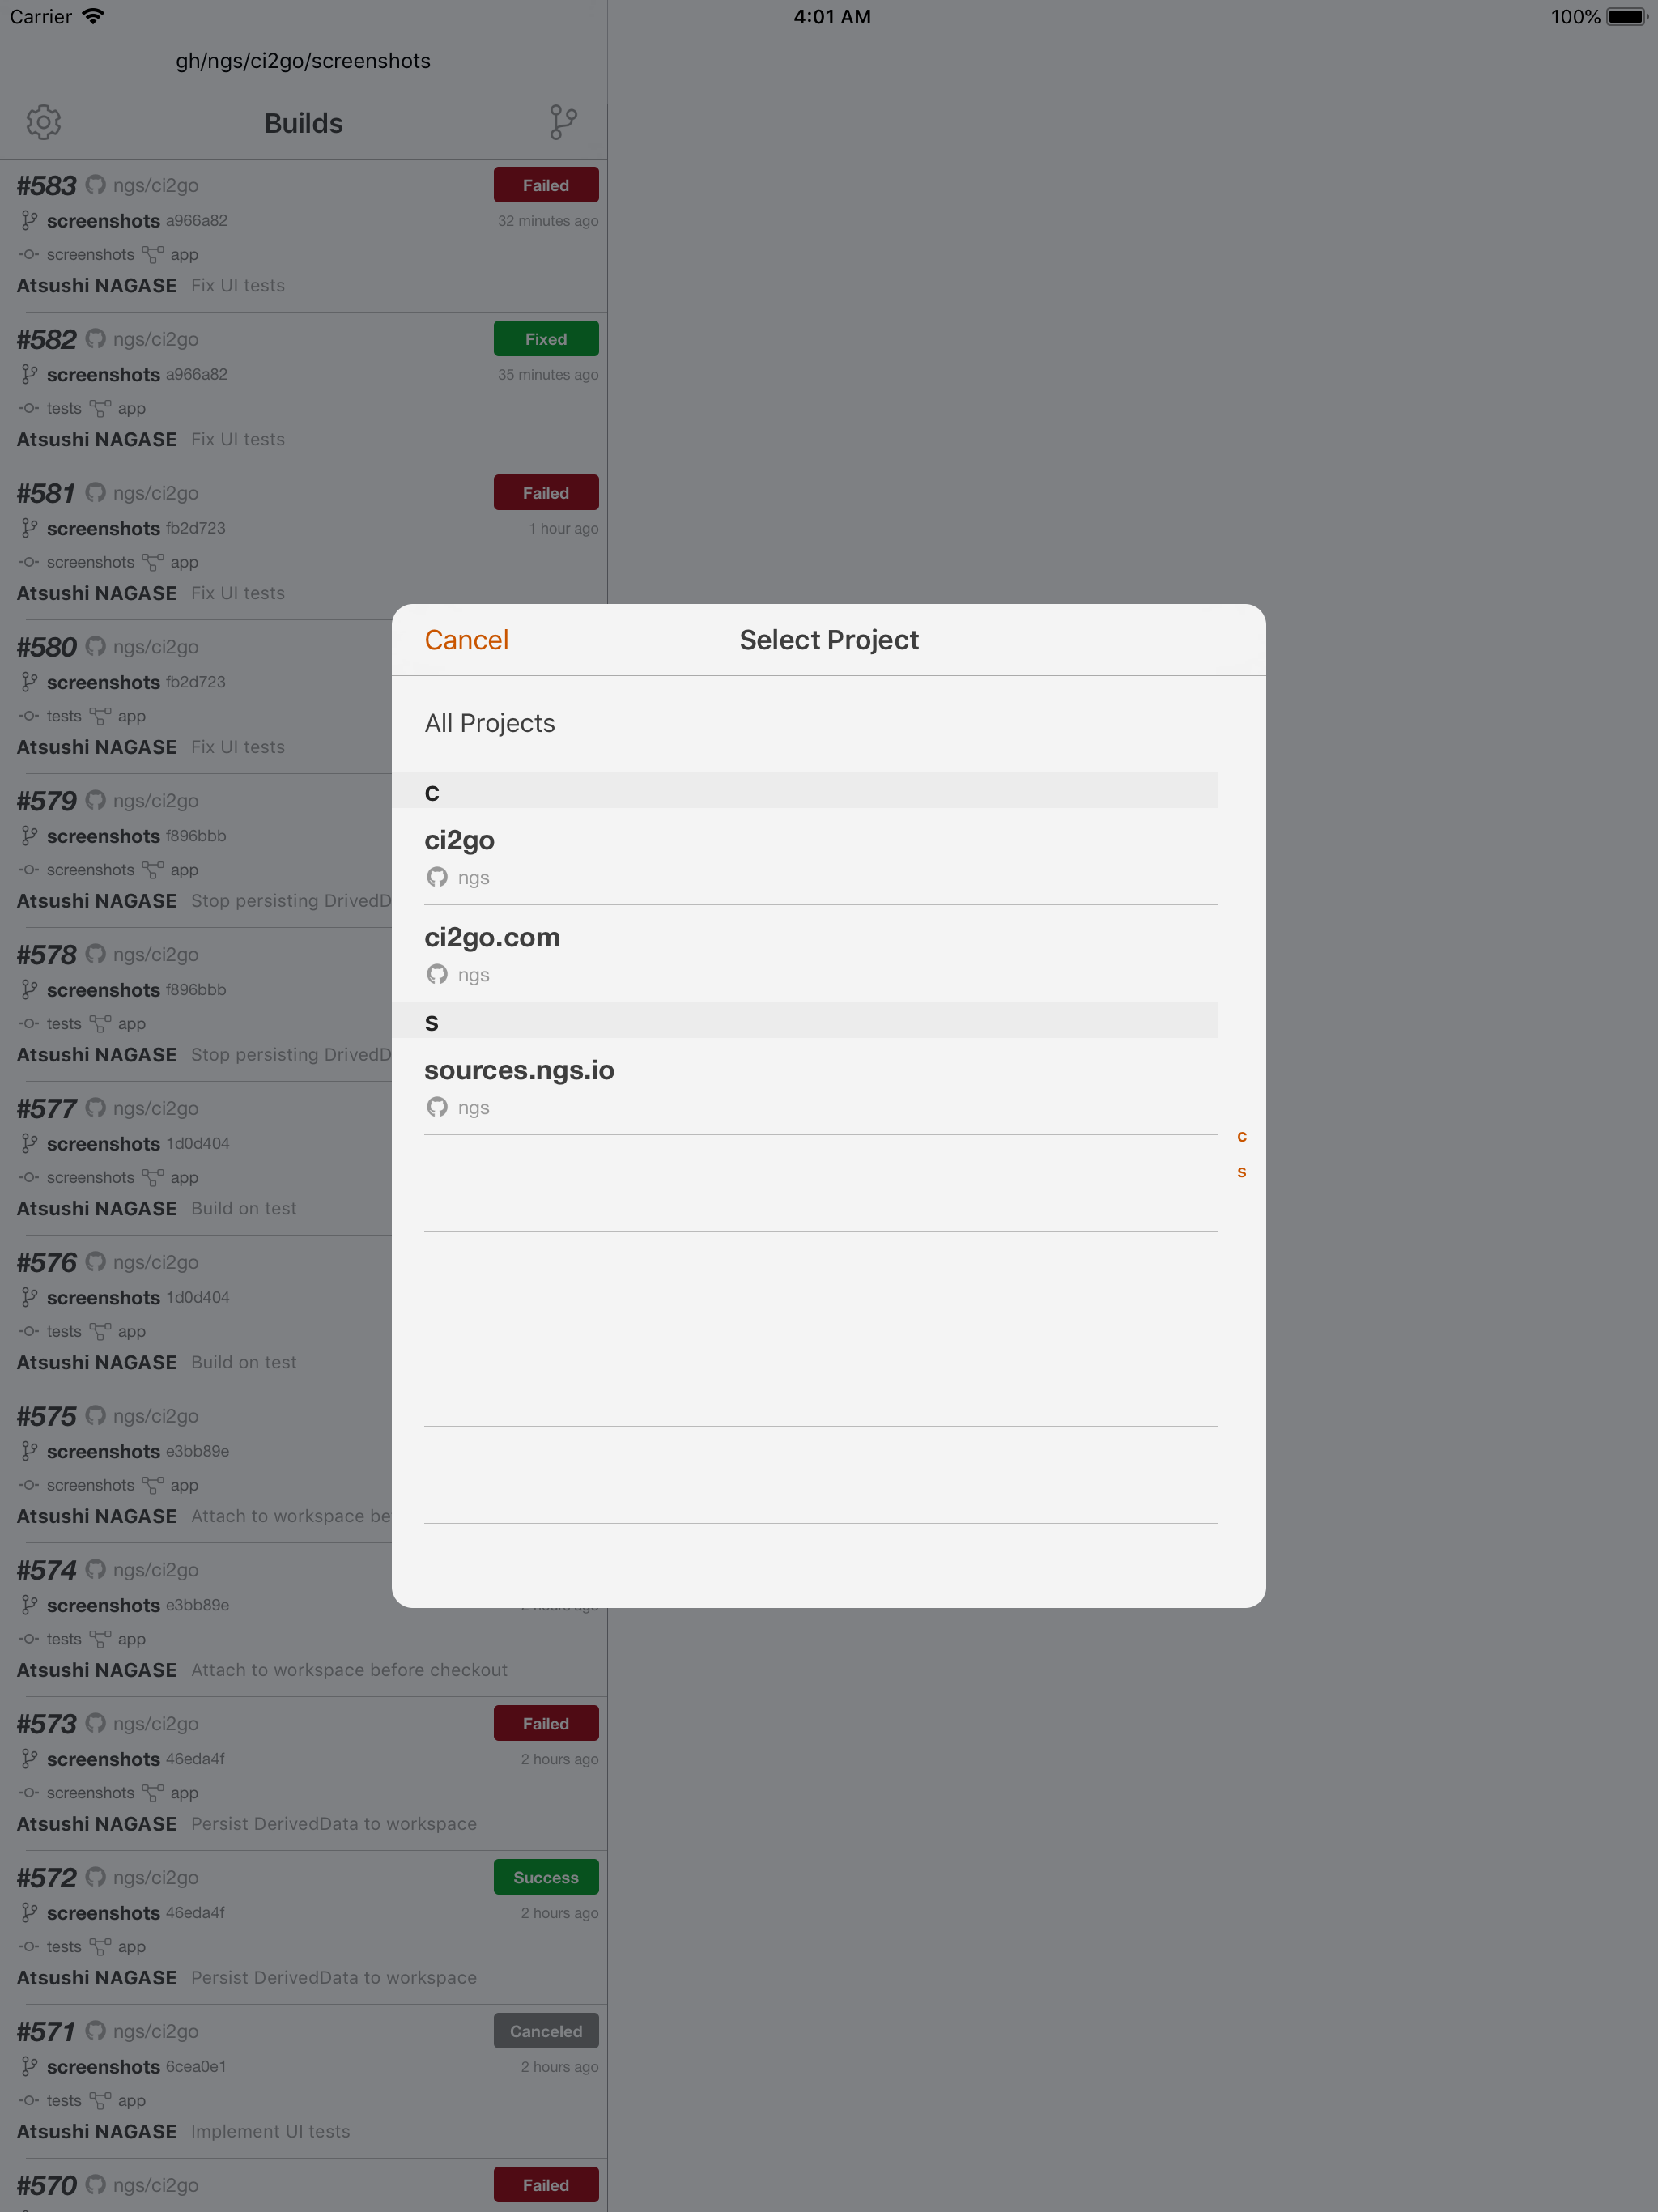 Carrier 4:01 AM 100%
gh/ngs/ci2go/screenshots
Builds
#583 ngs/ci2go Failed
screenshots a966a82 32 minutes ago
screenshots app
Atsushi NAGASE Fix UI tests
#582 ngs/ci2go Fixed
screenshots a966a82 35 minutes ago
tests app
Atsushi NAGASE Fix UI tests
#581 ngs/ci2go Failed
screenshots fb2d723 1 hour ago
screenshots app
Atsushi NAGASE Fix UI tests
#580 ngs/ci2go
screenshots fb2d723
tests app
Atsushi NAGASE Fix UI tests
#579 ngs/ci2go
screenshots f896bbb
screenshots app
Atsushi NAGASE Stop persisting DrivedD
#578 ngs/ci2go
screenshots f896bbb
tests app
Atsushi NAGASE Stop persisting DrivedD
#577 ngs/ci2go
screenshots 1d0d404
screenshots app
Atsushi NAGASE Build on test
#576 ngs/ci2go
screenshots 1d0d404
tests app
Atsushi NAGASE Build on test
#575 ngs/ci2go
screenshots e3bb89e
screenshots app
Atsushi NAGASE Attach to workspace be
#574 ngs/ci2go
screenshots e3bb89e
tests app
Atsushi NAGASE Attach to workspace before checkout
#573 ngs/ci2go Failed
screenshots 46eda4f 2 hours ago
screenshots app
Atsushi NAGASE Persist DerivedData to workspace
#572 ngs/ci2go Success
screenshots 46eda4f 2 hours ago
tests app
Atsushi NAGASE Persist DerivedData to workspace
#571 ngs/ci2go Canceled
screenshots 6cea0e1 2 hours ago
tests app
Atsushi NAGASE Implement UI tests
#570 ngs/ci2go Failed
Cancel Select Project
All Projects
c
ci2go
ngs
ci2go.com
ngs
s
sources.ngs.io
ngs
c
s